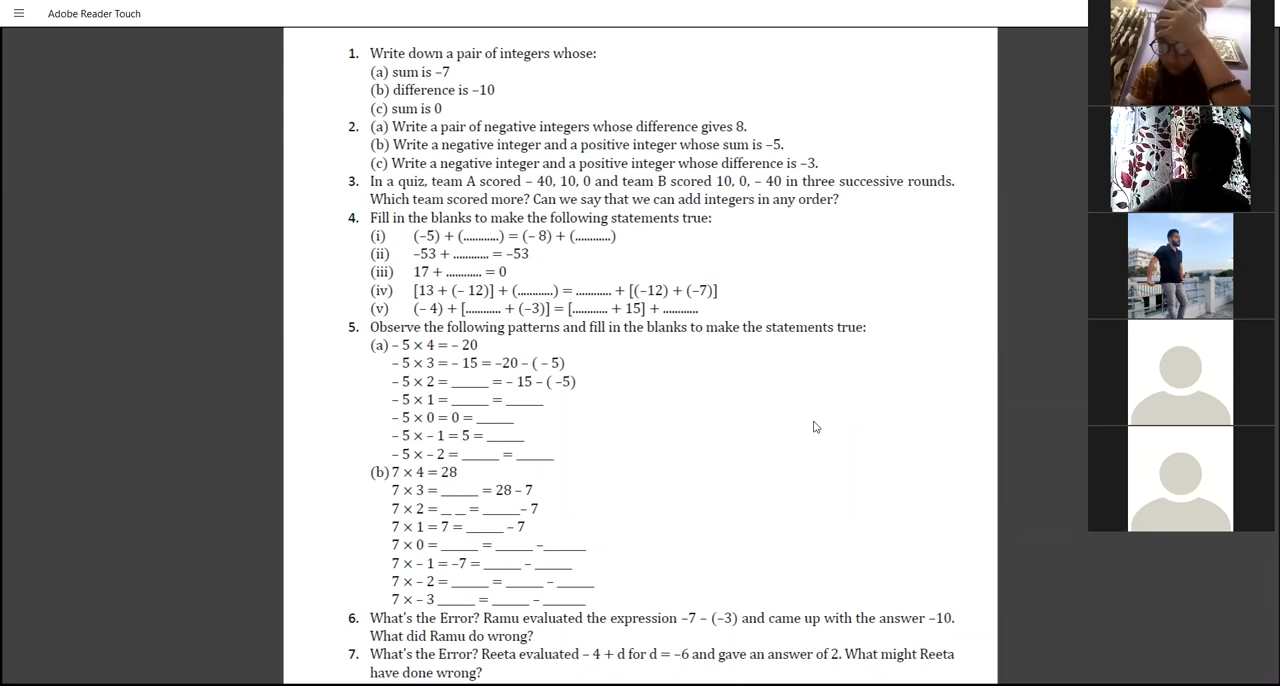 Adobe Reader Touch
1. Write down a pair of integers whose:
(a) sum is –7
(b) difference is –10
(c) sum is 0
2. (a) Write a pair of negative integers whose difference gives 8.
(b) Write a negative integer and a positive integer whose sum is –5.
(c) Write a negative integer and a positive integer whose difference is –3.
3. In a quiz, team A scored – 40, 10, 0 and team B scored 10, 0, – 40 in three successive rounds.
Which team scored more? Can we say that we can add integers in any order?
4. Fill in the blanks to make the following statements true:
(i) (–5) + (............) = (– 8) + (............)
(ii) -53 + ............ = –53
(iii) 17 + ............ = 0
(iv) [13 + (– 12)] + (............) = ............ + [(–12) + (–7)]
(v) (– 4) + [............ + (–3)] = [............ + 15] + ............
5. Observe the following patterns and fill in the blanks to make the statements true:
(a) – 5 × 4 = – 20
– 5 × 3 = – 15 = –20 – ( – 5)
– 5 × 2 = _____ = – 15 – ( –5)
– 5 × 1 = _____ = _____
– 5 × 0 = 0 = _____
– 5 × – 1 = 5 = _____
– 5 × – 2 = _____ = _____
(b) 7 × 4 = 28
7 × 3 = _____ = 28 – 7
7 × 2 = _ _ = _____ – 7
7 × 1 = 7 = _____ – 7
7 × 0 = _____ = _____ –______
7 × – 1 = –7 = _____ – _____
7 × – 2 = _____ = _____ – _____
7 × – 3 _____ = _____ – ______
6. What's the Error? Ramu evaluated the expression –7 – (–3) and came up with the answer –10.
What did Ramu do wrong?
7. What's the Error? Reeta evaluated – 4 + d for d = –6 and gave an answer of 2. What might Reeta
have done wrong?